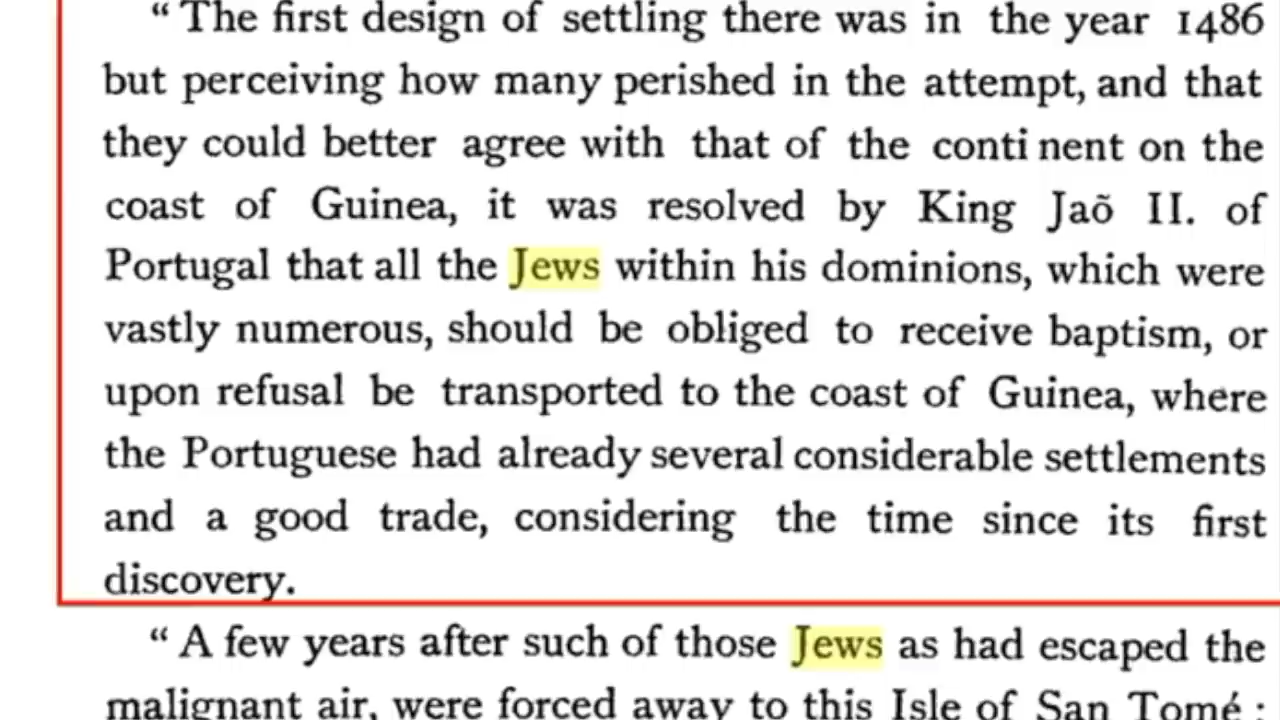 “ The first design of settling there was in the year 1486
but perceiving how many perished in the attempt, and that
they could better agree with that of the conti nent on the
coast of Guinea, it was resolved by King Jaõ II. of
Portugal that all the Jews within his dominions, which were
vastly numerous, should be obliged to receive baptism, or
upon refusal be transported to the coast of Guinea, where
the Portuguese had already several considerable settlements
and a good trade, considering the time since its first
discovery.
“ A few years after such of those Jews as had escaped the
malignant air, were forced away to this Isle of San Tomé ;